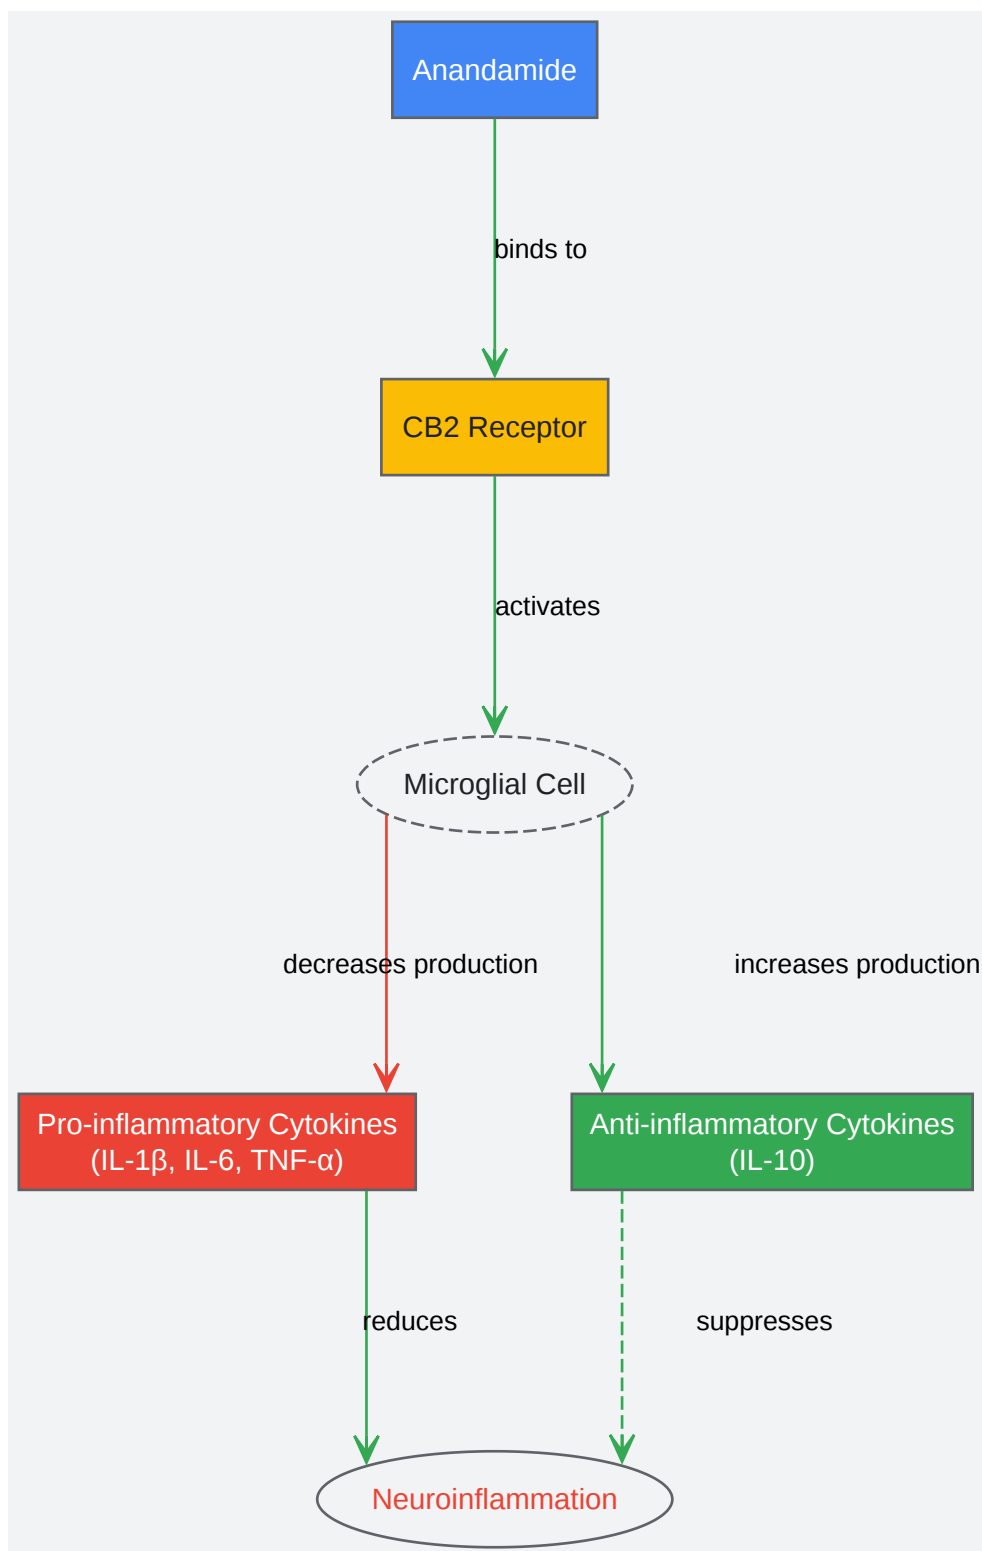 Anandamide
binds to
CB2 Receptor
activates
Microglial Cell
decreases production
increases production
Pro-inflammatory Cytokines
(IL-1β, IL-6, TNF-α)
Anti-inflammatory Cytokines
(IL-10)
reduces
suppresses
Neuroinflammation